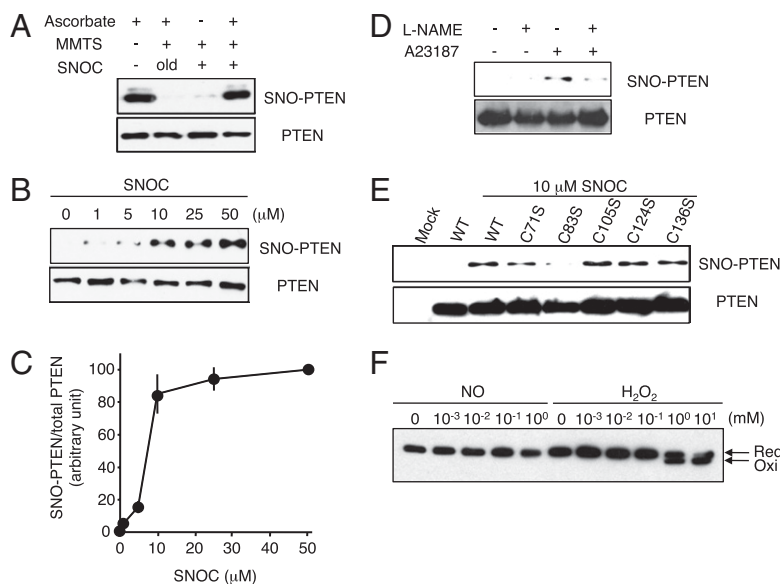 A
Ascorbate + + - +
MMTS - + + +
SNOC - old + +
SNO-PTEN
PTEN
B
SNOC
0 1 5 10 25 50 (μM)
SNO-PTEN
PTEN
C
SNO-PTEN/total PTEN
(arbitrary unit)
100
80
60
40
20
0
0 10 20 30 40 50
SNOC (μM)
D
L-NAME - + - +
A23187 - - + +
SNO-PTEN
PTEN
E
10 μM SNOC
Mock WT WT C71S C83S C105S C124S C136S
SNO-PTEN
PTEN
F
NO H₂O₂
0 10⁻³ 10⁻² 10⁻¹ 10⁰ 0 10⁻³ 10⁻² 10⁻¹ 10⁰ 10¹ (mM)
Rec
Oxi